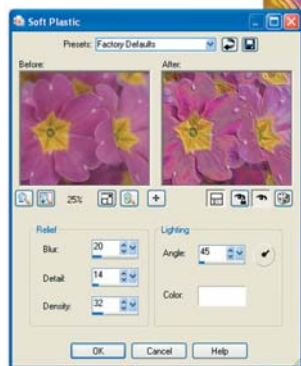 Soft Plastic
Presets: Factory Defaults
Before: After:
25%
Relief Lighting
Blur: 20 Angle: 45
Detail: 14
Color:
Density: 32
OK Cancel Help